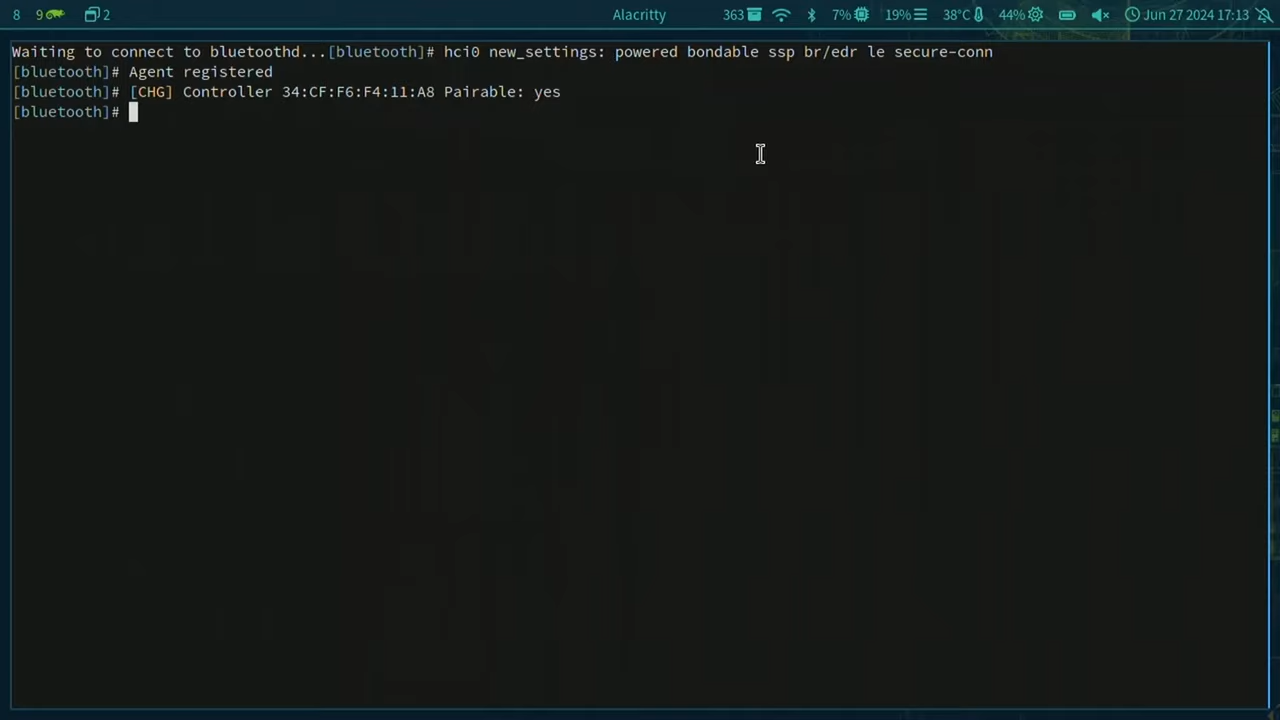 8 9 2 Alacritty 363 7% 19% 38°C 44% Jun 27 2024 17:13
Waiting to connect to bluetoothd...[bluetooth]# hci0 new_settings: powered bondable ssp br/edr le secure-conn
[bluetooth]# Agent registered
[bluetooth]# [CHG] Controller 34:CF:F6:F4:11:A8 Pairable: yes
[bluetooth]#